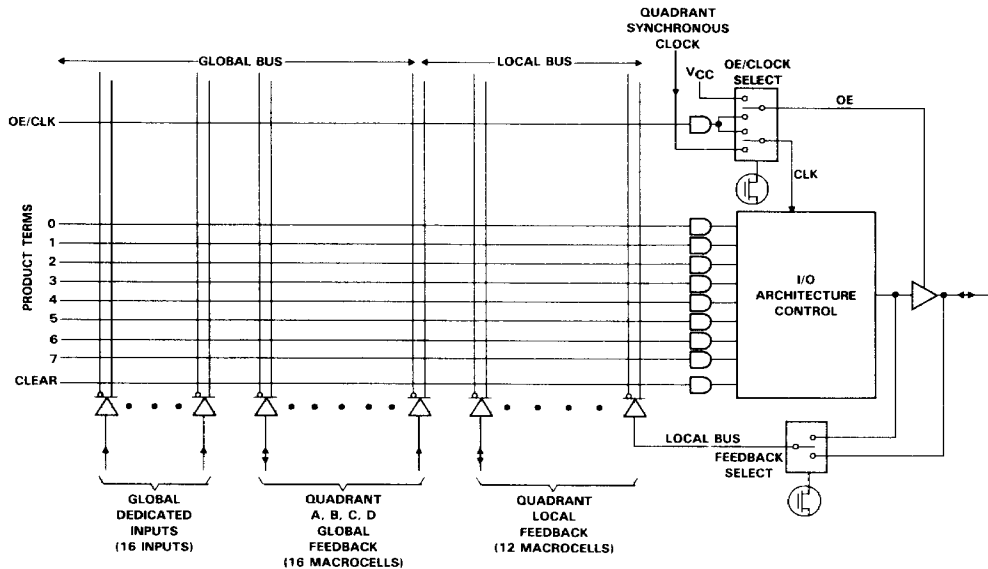 QUADRANT
SYNCHRONOUS
CLOCK
GLOBAL BUS
LOCAL BUS
VCC
OE/CLOCK
SELECT
OE
OE/CLK
CLK
PRODUCT TERMS
0
1
2
3
4
5
6
7
CLEAR
I/O
ARCHITECTURE
CONTROL
LOCAL BUS
FEEDBACK
SELECT
GLOBAL
DEDICATED
INPUTS
(16 INPUTS)
QUADRANT
A, B, C, D
GLOBAL
FEEDBACK
(16 MACROCELLS)
QUADRANT
LOCAL
FEEDBACK
(12 MACROCELLS)